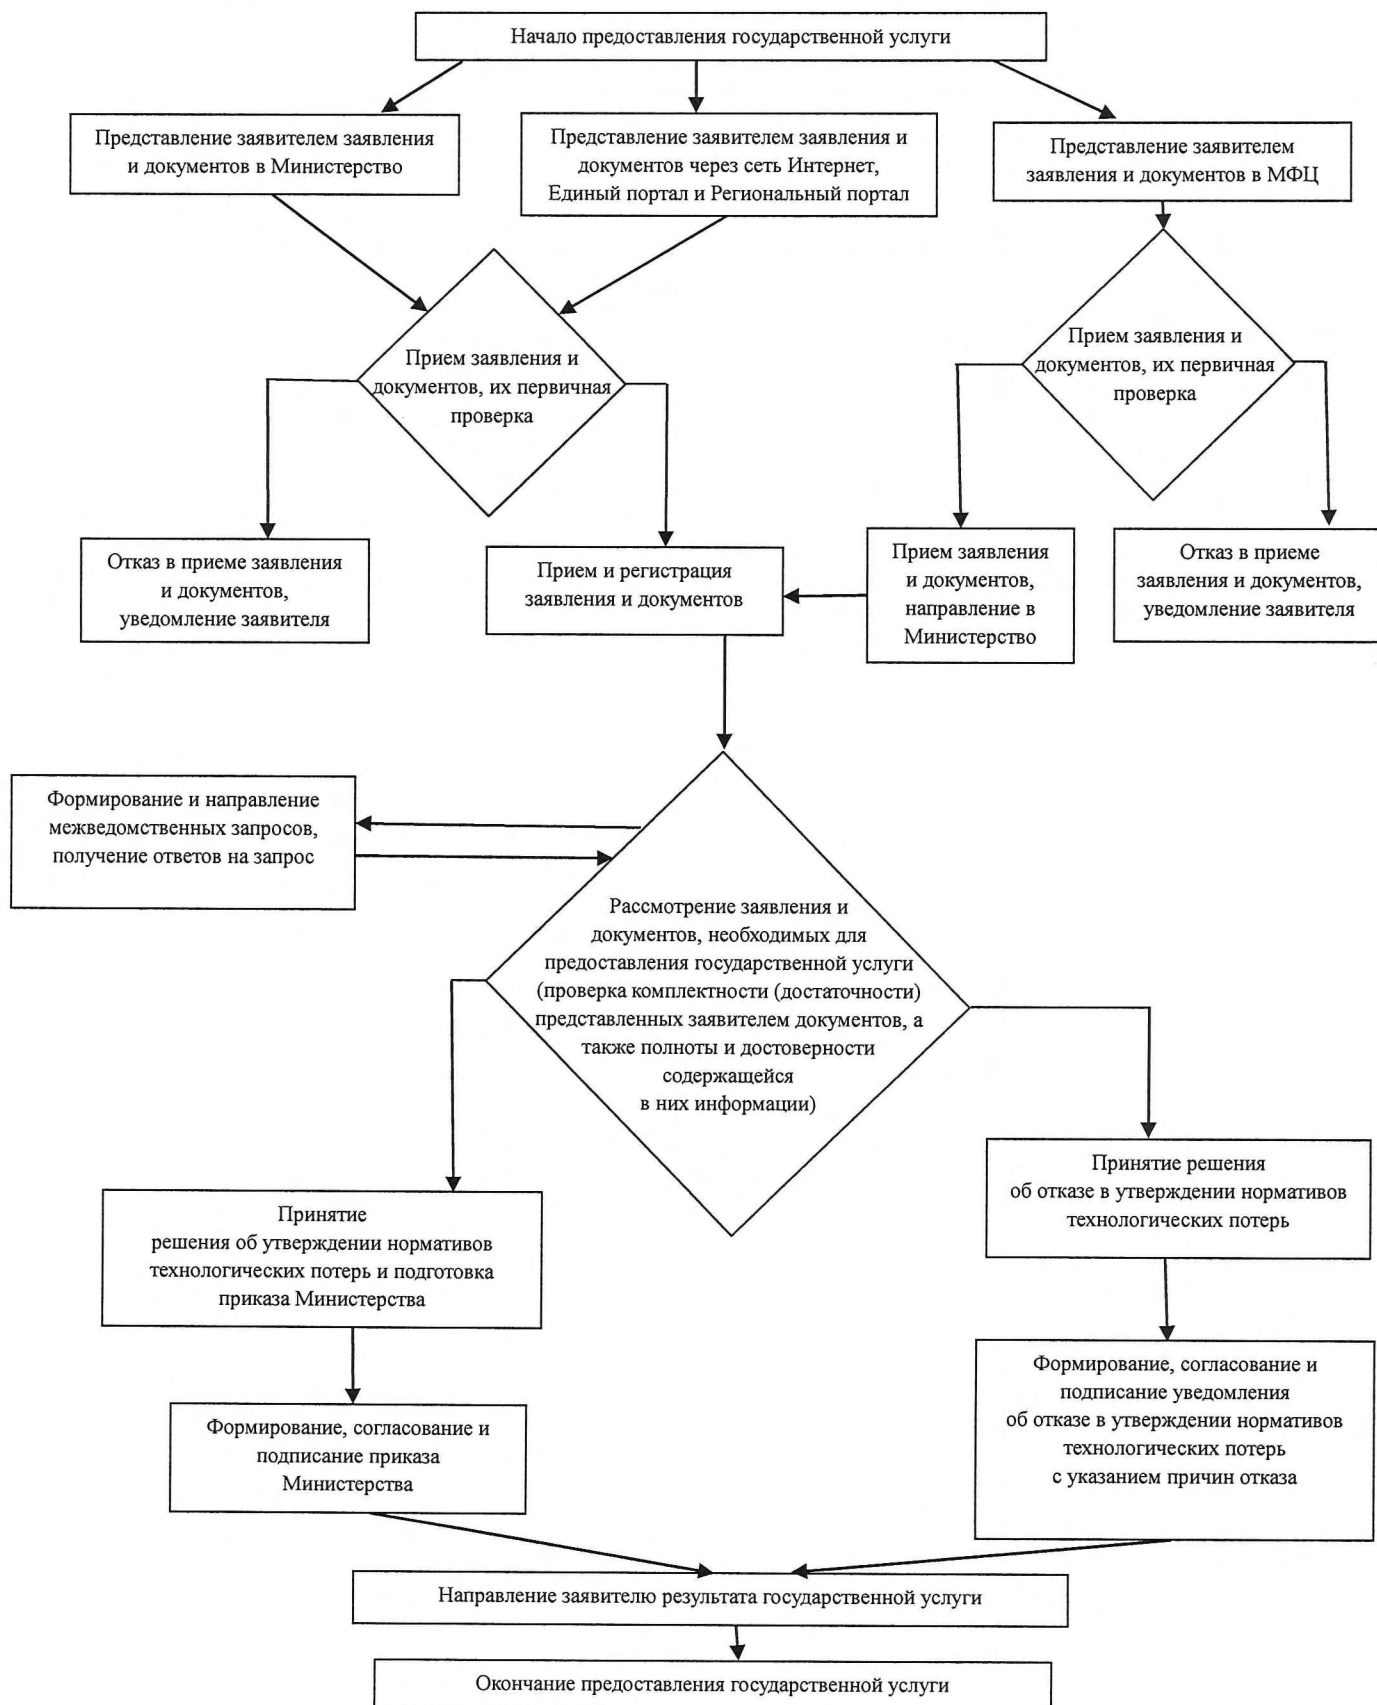 Начало предоставления государственной услуги
Представление заявителем заявления
и документов в Министерство
Представление заявителем заявления и
документов через сеть Интернет,
Единый портал и Региональный портал
Представление заявителем
заявления и документов в МФЦ
Прием заявления и
документов, их первичная
проверка
Прием заявления и
документов, их первичная
проверка
Отказ в приеме заявления
и документов,
уведомление заявителя
Прием и регистрация
заявления и документов
Прием заявления
и документов,
направление в
Министерство
Отказ в приеме
заявления и документов,
уведомление заявителя
Формирование и направление
межведомственных запросов,
получение ответов на запрос
Рассмотрение заявления и
документов, необходимых для
предоставления государственной услуги
(проверка комплектности (достаточности)
представленных заявителем документов, а
также полноты и достоверности
содержащейся
в них информации)
Принятие
решения об утверждении нормативов
технологических потерь и подготовка
приказа Министерства
Принятие решения
об отказе в утверждении нормативов
технологических потерь
Формирование, согласование и
подписание приказа
Министерства
Формирование, согласование и
подписание уведомления
об отказе в утверждении нормативов
технологических потерь
с указанием причин отказа
Направление заявителю результата государственной услуги
Окончание предоставления государственной услуги